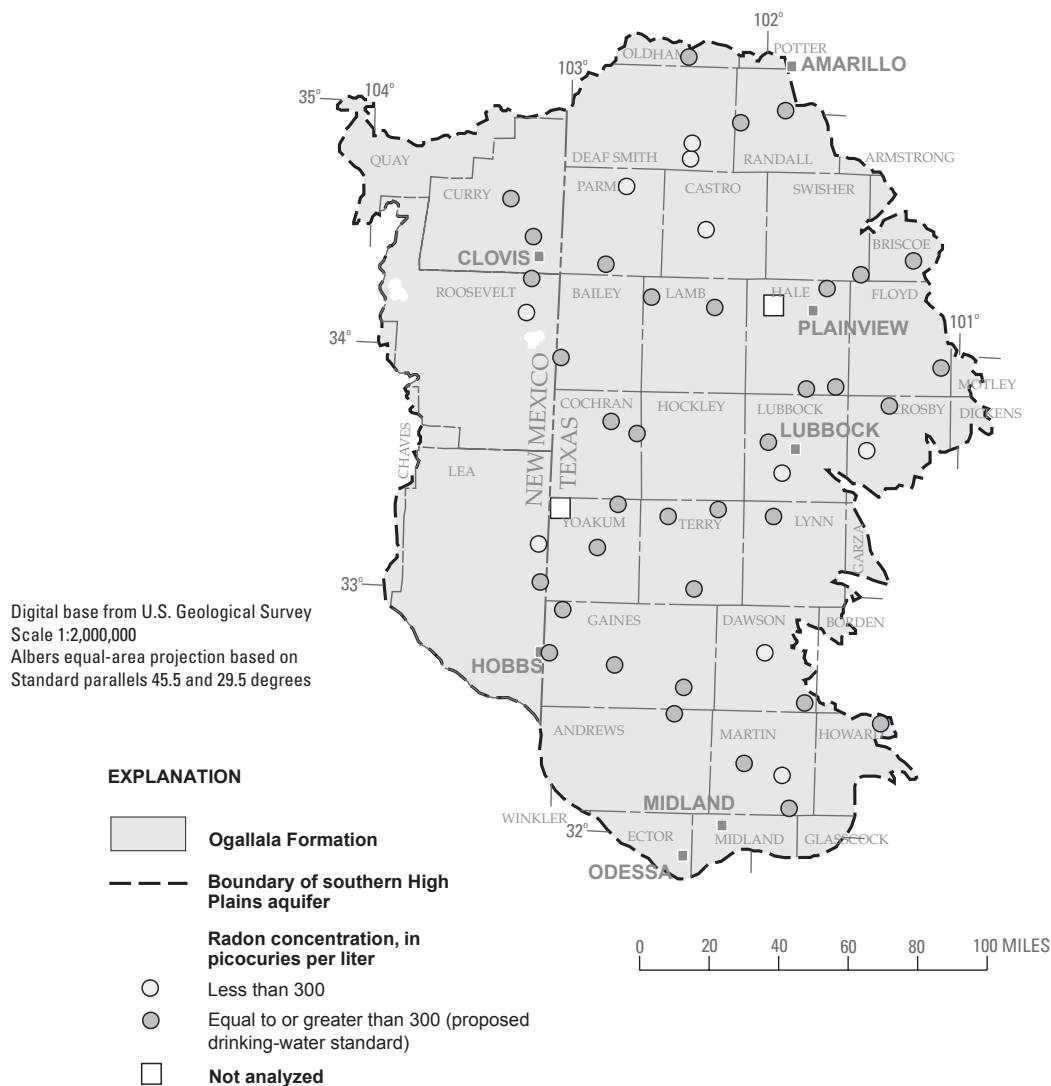 102°
OLDHAM
POTTER
AMARILLO
103°
35°
104°
QUAY
DEAF SMITH
RANDALL
ARMSTRONG
CURRY
PARM
CASTRO
SWISHER
BRISCOE
CLOVIS
ROOSEVELT
BAILEY
LAMB
HALE
FLOYD
PLAINVIEW
34°
101°
MOTLEY
COCHRAN
HOCKLEY
LUBBOCK
CROSBY
DICKENS
LUBBOCK
CHAVES
LEA
NEW MEXICO
TEXAS
YOAKUM
TERRY
LYNN
GARZA
33°
Digital base from U.S. Geological Survey
Scale 1:2,000,000
Albers equal-area projection based on
Standard parallels 45.5 and 29.5 degrees
GAINES
DAWSON
BORDEN
HOBBS
ANDREWS
MARTIN
HOWARD
EXPLANATION
MIDLAND
WINKLER
32°
ECTOR
MIDLAND
GLASSCOCK
ODESSA
Ogallala Formation
Boundary of southern High
Plains aquifer
Radon concentration, in
picocuries per liter
Less than 300
Equal to or greater than 300 (proposed
drinking-water standard)
Not analyzed
0 20 40 60 80 100 MILES